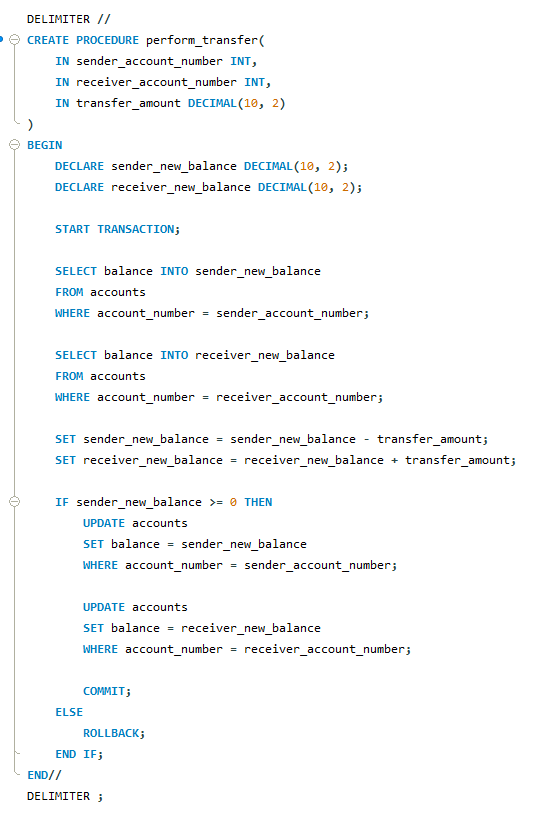 DELIMITER //
CREATE PROCEDURE perform_transfer(
    IN sender_account_number INT,
    IN receiver_account_number INT,
    IN transfer_amount DECIMAL(10, 2)
)
BEGIN
    DECLARE sender_new_balance DECIMAL(10, 2);
    DECLARE receiver_new_balance DECIMAL(10, 2);

    START TRANSACTION;

    SELECT balance INTO sender_new_balance
    FROM accounts
    WHERE account_number = sender_account_number;

    SELECT balance INTO receiver_new_balance
    FROM accounts
    WHERE account_number = receiver_account_number;

    SET sender_new_balance = sender_new_balance - transfer_amount;
    SET receiver_new_balance = receiver_new_balance + transfer_amount;

    IF sender_new_balance >= 0 THEN
        UPDATE accounts
        SET balance = sender_new_balance
        WHERE account_number = sender_account_number;

        UPDATE accounts
        SET balance = receiver_new_balance
        WHERE account_number = receiver_account_number;

        COMMIT;
    ELSE
        ROLLBACK;
    END IF;
END//
DELIMITER ;